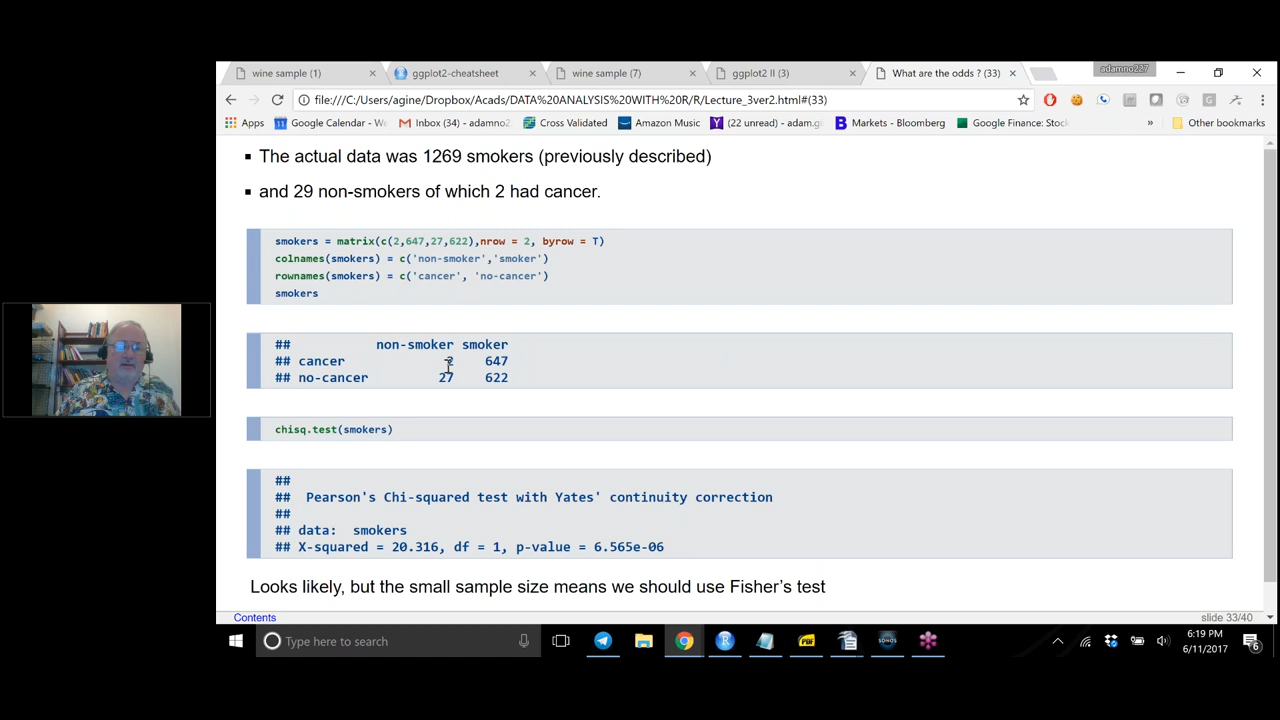 wine sample (1)
ggplot2-cheatsheet
wine sample (7)
ggplot2 II (3)
What are the odds ? (33)
adamno227
file:///C:/Users/agine/Dropbox/Acads/DATA%20ANALYSIS%20WITH%20R/R/Lecture_3ver2.html#(33)
Apps
Google Calendar - We
Inbox (34) - adamno2
Cross Validated
Amazon Music
(22 unread) - adam.gi
Markets - Bloomberg
Google Finance: Stoc
»
Other bookmarks
The actual data was 1269 smokers (previously described)
and 29 non-smokers of which 2 had cancer.
smokers = matrix(c(2,647,27,622),nrow = 2, byrow = T)
colnames(smokers) = c('non-smoker','smoker')
rownames(smokers) = c('cancer', 'no-cancer')
smokers
## non-smoker smoker
## cancer 2 647
## no-cancer 27 622
chisq.test(smokers)
##
## Pearson's Chi-squared test with Yates' continuity correction
##
## data: smokers
## X-squared = 20.316, df = 1, p-value = 6.565e-06
Looks likely, but the small sample size means we should use Fisher's test
Contents
slide 33/40
Type here to search
PDF
SONOS
6:19 PM
6/11/2017
6